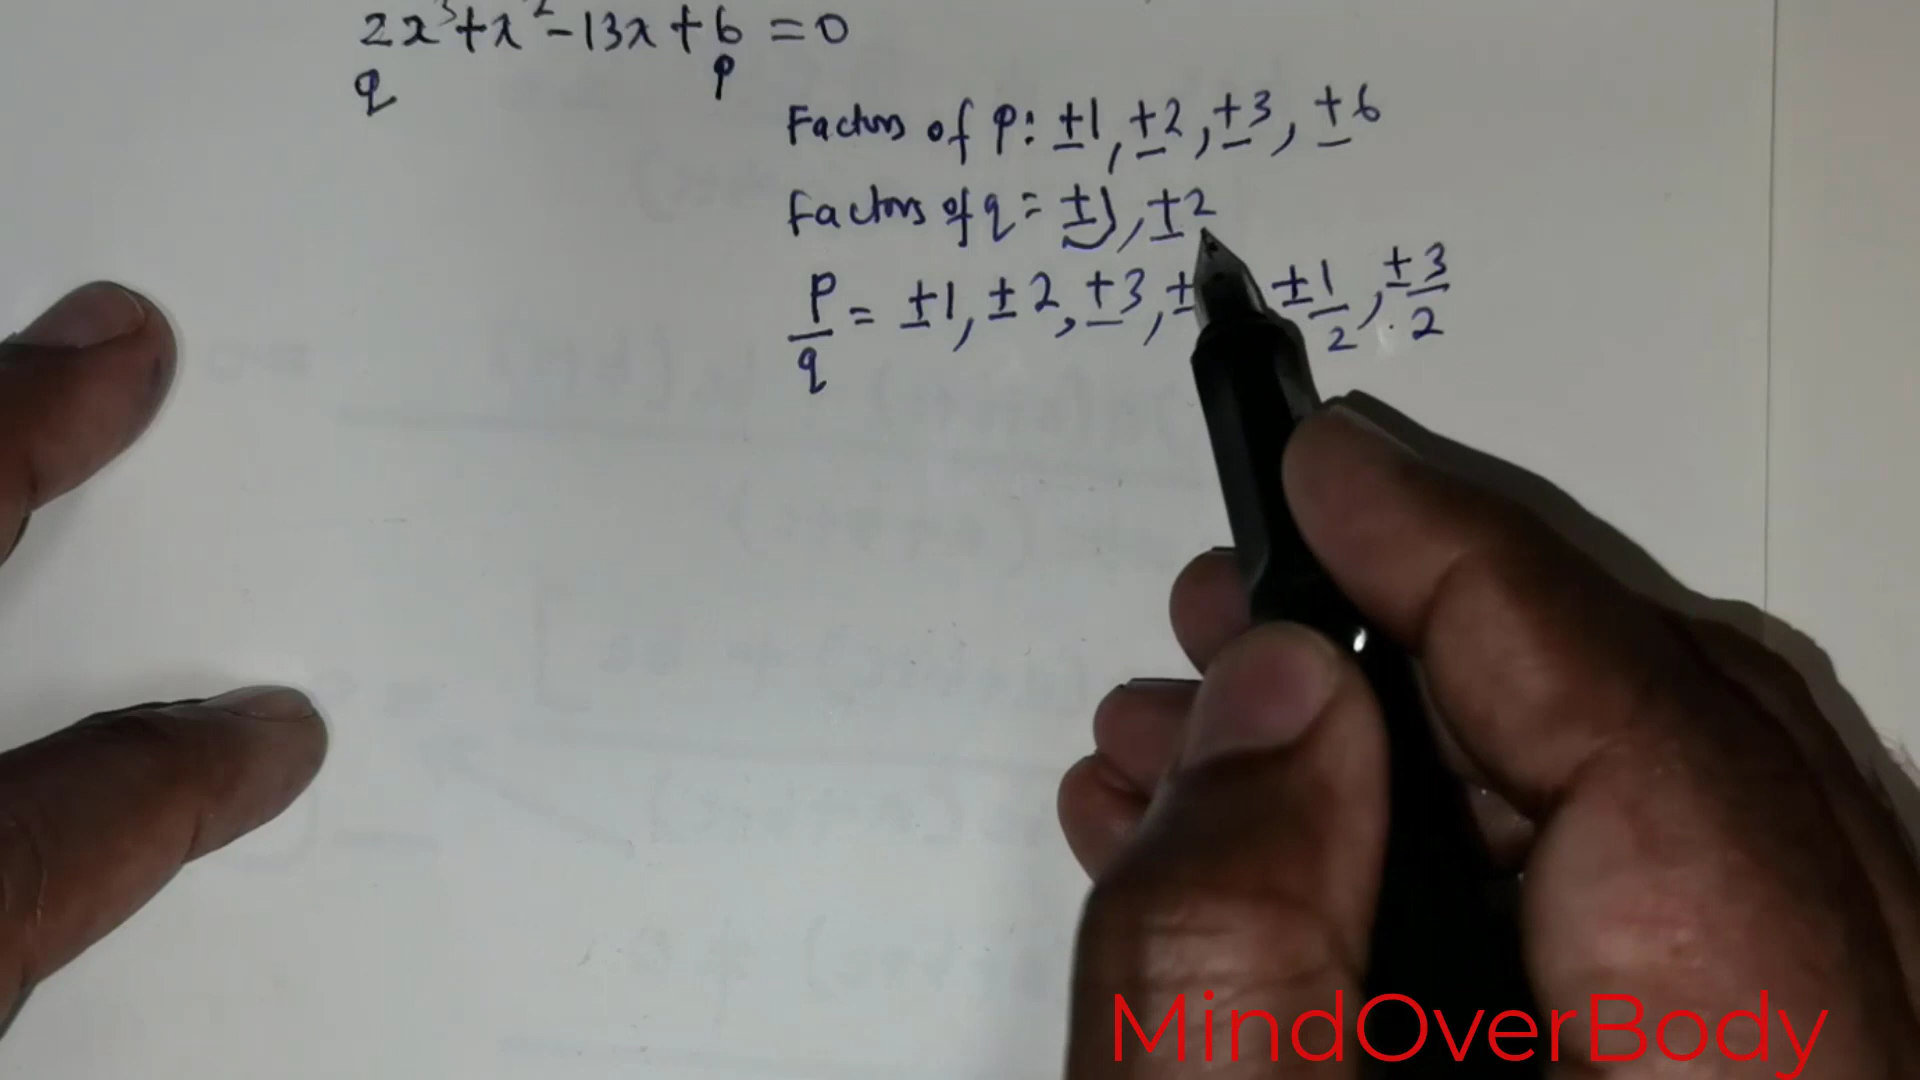 2x³+x²-13x+6=0
q p
Factors of p: ±1, ±2, ±3, ±6
Factors of q = ±1, ±2
p/q = ±1, ±2, ±3, ± ±1/2, ±3/2
MindOverBody